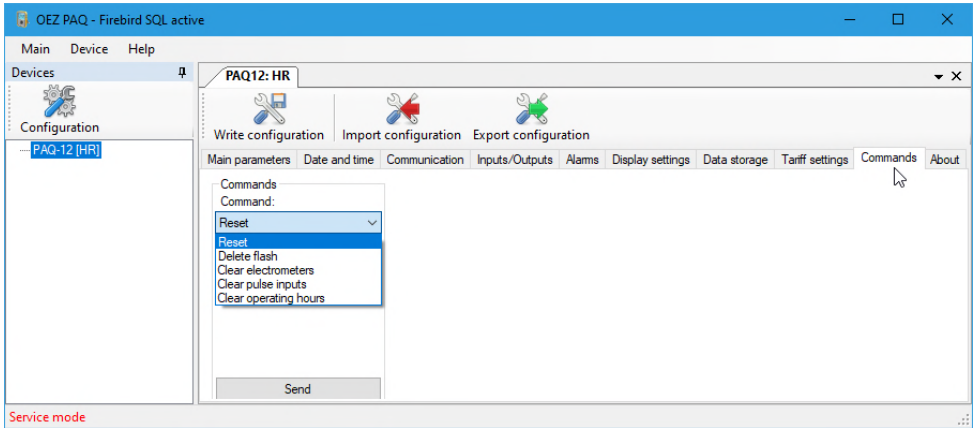 OEZ PAQ - Firebird SQL active
Main Device Help
Devices
Configuration
PAQ-12 [HR]
PAQ12: HR
Write configuration Import configuration Export configuration
Main parameters Date and time Communication Inputs/Outputs Alarms Display settings Data storage Tariff settings Commands About
Commands
Command:
Reset
Reset
Delete flash
Clear electrometers
Clear pulse inputs
Clear operating hours
Send
Service mode